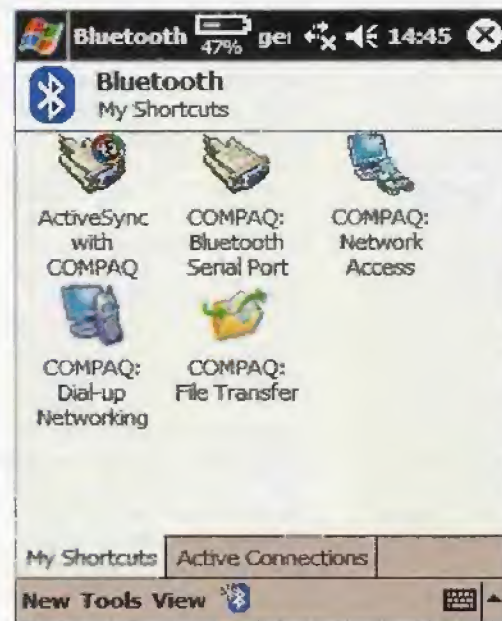 Bluetooth 47% ger 14:45
Bluetooth
My Shortcuts
ActiveSync with COMPAQ
COMPAQ: Bluetooth Serial Port
COMPAQ: Network Access
COMPAQ: Dial-up Networking
COMPAQ: File Transfer
My Shortcuts Active Connections
New Tools View